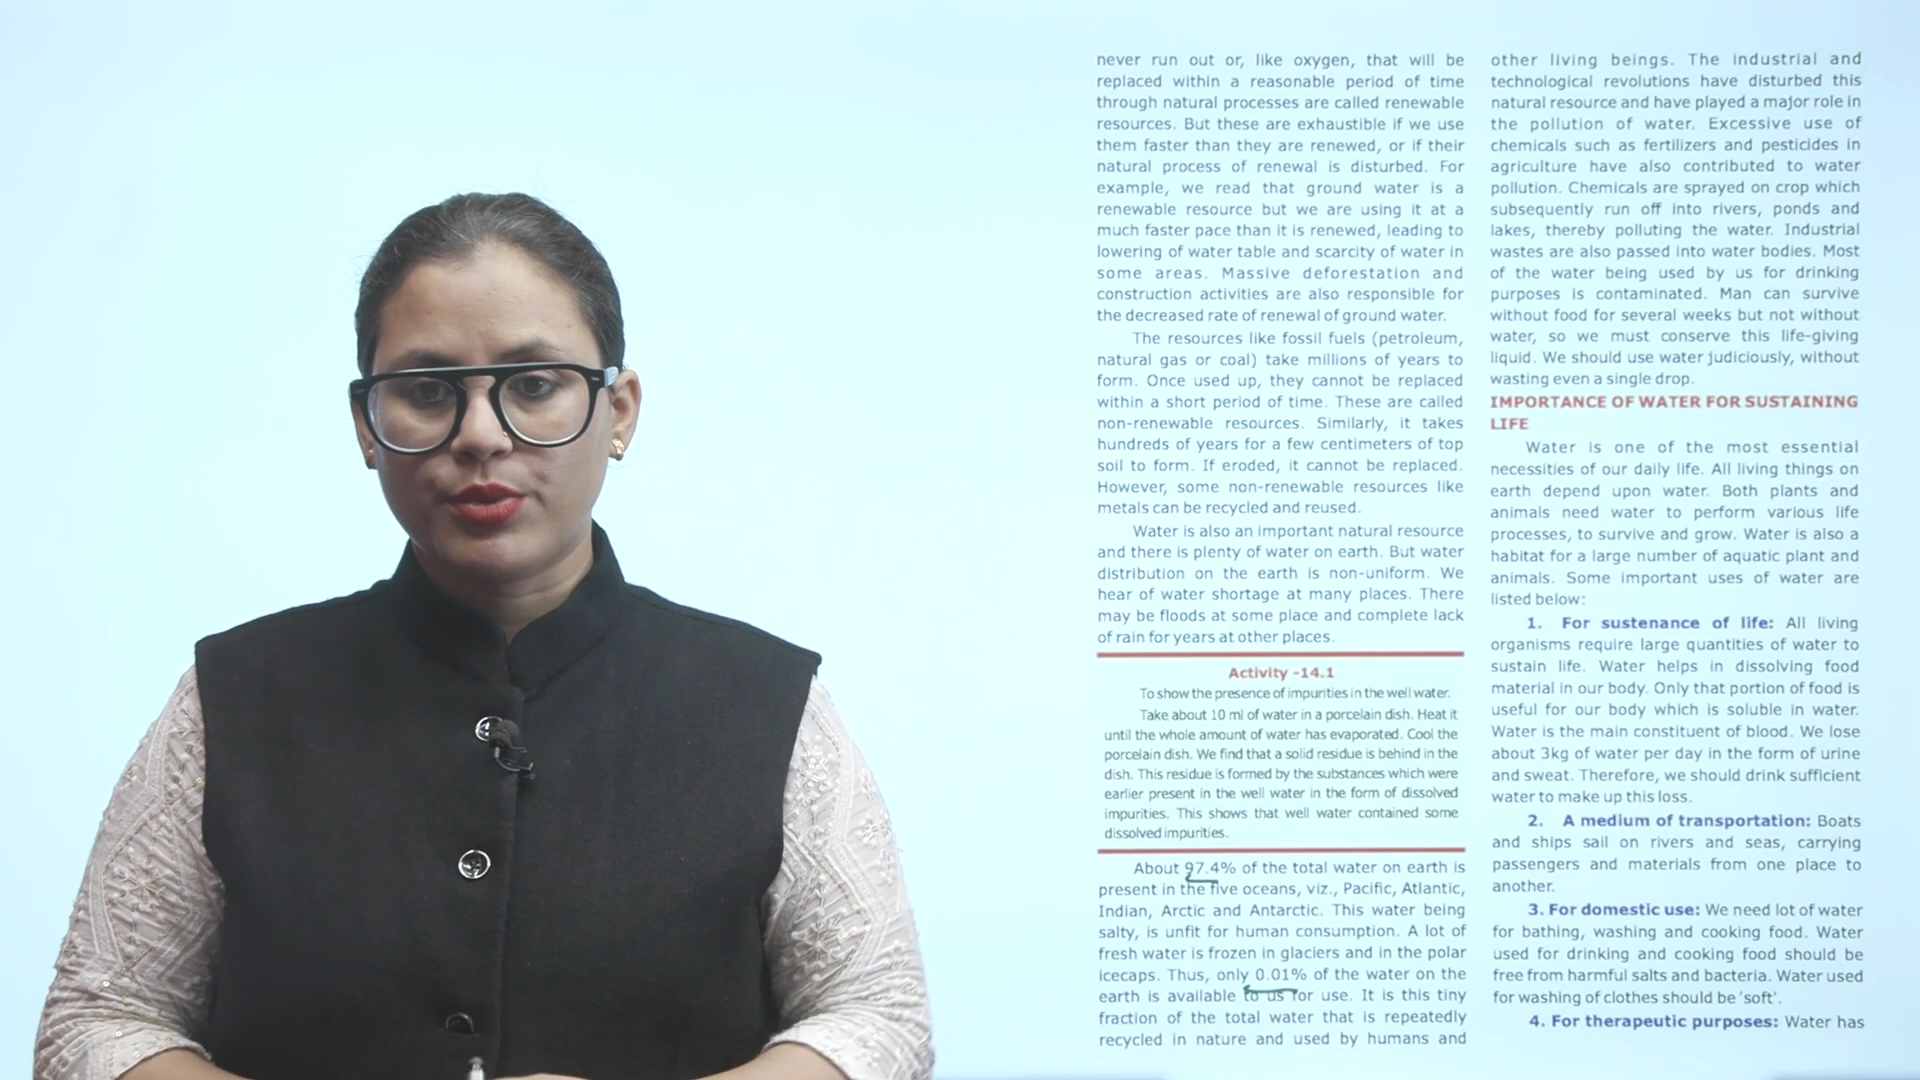 never run out or, like oxygen, that will be
replaced within a reasonable period of time
through natural processes are called renewable
resources. But these are exhaustible if we use
them faster than they are renewed, or if their
natural process of renewal is disturbed. For
example, we read that ground water is a
renewable resource but we are using it at a
much faster pace than it is renewed, leading to
lowering of water table and scarcity of water in
some areas. Massive deforestation and
construction activities are also responsible for
the decreased rate of renewal of ground water.
The resources like fossil fuels (petroleum,
natural gas or coal) take millions of years to
form. Once used up, they cannot be replaced
within a short period of time. These are called
non-renewable resources. Similarly, it takes
hundreds of years for a few centimeters of top
soil to form. If eroded, it cannot be replaced.
However, some non-renewable resources like
metals can be recycled and reused.
Water is also an important natural resource
and there is plenty of water on earth. But water
distribution on the earth is non-uniform. We
hear of water shortage at many places. There
may be floods at some place and complete lack
of rain for years at other places.
Activity -14.1
To show the presence of impurities in the well water.
Take about 10 ml of water in a porcelain dish. Heat it
until the whole amount of water has evaporated. Cool the
porcelain dish. We find that a solid residue is behind in the
dish. This residue is formed by the substances which were
earlier present in the well water in the form of dissolved
impurities. This shows that well water contained some
dissolved impurities.
About 97.4% of the total water on earth is
present in the five oceans, viz., Pacific, Atlantic,
Indian, Arctic and Antarctic. This water being
salty, is unfit for human consumption. A lot of
fresh water is frozen in glaciers and in the polar
icecaps. Thus, only 0.01% of the water on the
earth is available to us for use. It is this tiny
fraction of the total water that is repeatedly
recycled in nature and used by humans and
other living beings. The industrial and
technological revolutions have disturbed this
natural resource and have played a major role in
the pollution of water. Excessive use of
chemicals such as fertilizers and pesticides in
agriculture have also contributed to water
pollution. Chemicals are sprayed on crop which
subsequently run off into rivers, ponds and
lakes, thereby polluting the water. Industrial
wastes are also passed into water bodies. Most
of the water being used by us for drinking
purposes is contaminated. Man can survive
without food for several weeks but not without
water, so we must conserve this life-giving
liquid. We should use water judiciously, without
wasting even a single drop.
IMPORTANCE OF WATER FOR SUSTAINING
LIFE
Water is one of the most essential
necessities of our daily life. All living things on
earth depend upon water. Both plants and
animals need water to perform various life
processes, to survive and grow. Water is also a
habitat for a large number of aquatic plant and
animals. Some important uses of water are
listed below:
1. For sustenance of life: All living
organisms require large quantities of water to
sustain life. Water helps in dissolving food
material in our body. Only that portion of food is
useful for our body which is soluble in water.
Water is the main constituent of blood. We lose
about 3kg of water per day in the form of urine
and sweat. Therefore, we should drink sufficient
water to make up this loss.
2. A medium of transportation: Boats
and ships sail on rivers and seas, carrying
passengers and materials from one place to
another.
3. For domestic use: We need lot of water
for bathing, washing and cooking food. Water
used for drinking and cooking food should be
free from harmful salts and bacteria. Water used
for washing of clothes should be 'soft'.
4. For therapeutic purposes: Water has